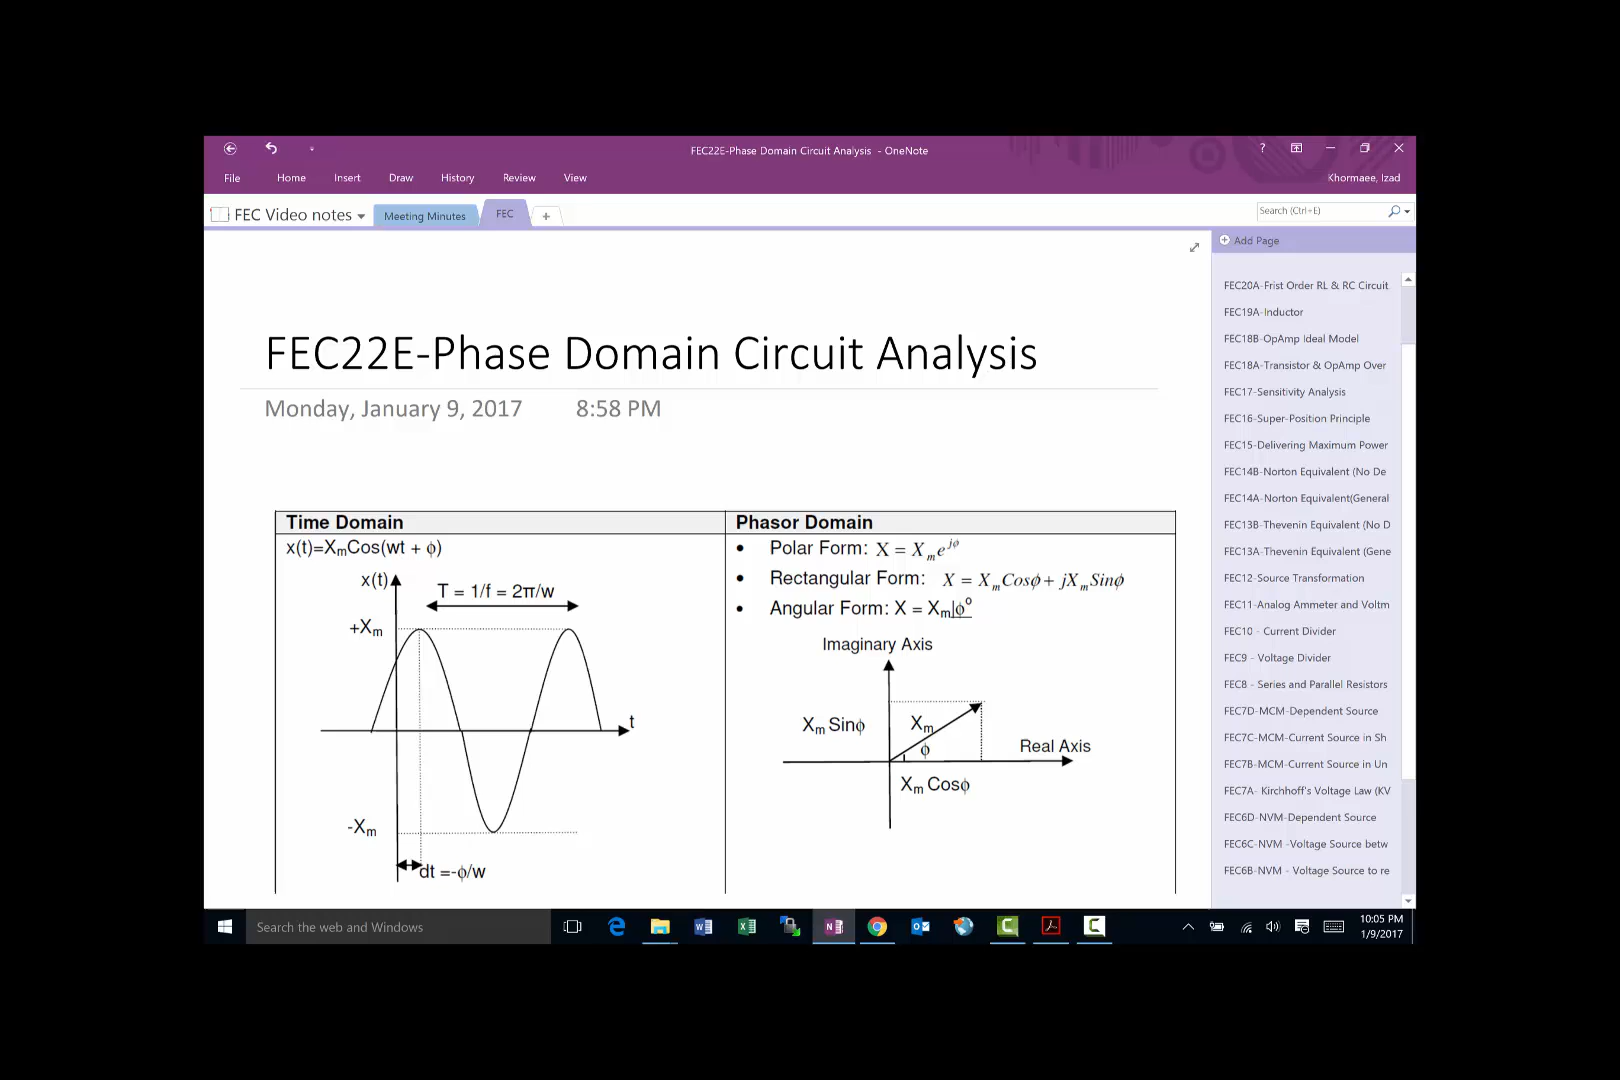 FEC22E-Phase Domain Circuit Analysis - OneNote
File Home Insert Draw History Review View
Khormaee, Izad
FEC Video notes Meeting Minutes FEC
Search (Ctrl+E)
Add Page
FEC22E-Phase Domain Circuit Analysis
Monday, January 9, 2017 8:58 PM
Time Domain
x(t)=XmCos(wt + ϕ)
x(t)
T = 1/f = 2π/w
+Xm
t
-Xm
dt =-ϕ/w
Phasor Domain
• Polar Form: X = X_m e^{jϕ}
• Rectangular Form: X = X_m Cosϕ + jX_m Sinϕ
• Angular Form: X = Xm|ϕ°
Imaginary Axis
Xm Sinϕ
Xm
ϕ
Real Axis
Xm Cosϕ
FEC20A-Frist Order RL & RC Circuit
FEC19A-Inductor
FEC18B-OpAmp Ideal Model
FEC18A-Transistor & OpAmp Over
FEC17-Sensitivity Analysis
FEC16-Super-Position Principle
FEC15-Delivering Maximum Power
FEC14B-Norton Equivalent (No De
FEC14A-Norton Equivalent(General
FEC13B-Thevenin Equivalent (No D
FEC13A-Thevenin Equivalent (Gene
FEC12-Source Transformation
FEC11-Analog Ammeter and Voltm
FEC10 - Current Divider
FEC9 - Voltage Divider
FEC8 - Series and Parallel Resistors
FEC7D-MCM-Dependent Source
FEC7C-MCM-Current Source in Sh
FEC7B-MCM-Current Source in Un
FEC7A- Kirchhoff's Voltage Law (KV
FEC6D-NVM-Dependent Source
FEC6C-NVM -Voltage Source betw
FEC6B-NVM - Voltage Source to re
Search the web and Windows
10:05 PM
1/9/2017